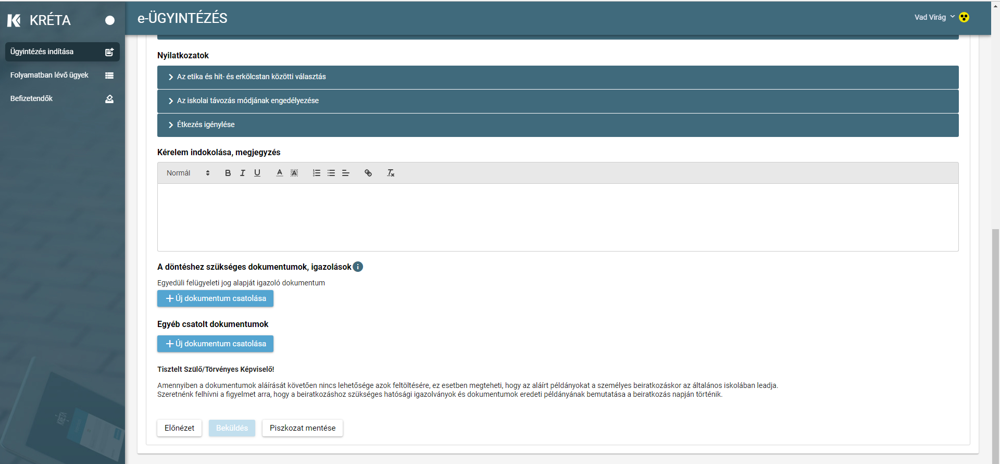 KRÉTA
e-ÜGYINTÉZÉS
Vad Virág
Ügyintézés indítása
Folyamatban lévő ügyek
Befizetendők
Nyilatkozatok
Az etika és hit- és erkölcstan közötti választás
Az iskolai távozás módjának engedélyezése
Étkezés igénylése
Kérelem indokolása, megjegyzés
Normál
A döntéshez szükséges dokumentumok, igazolások
Egyedüli felügyeleti jog alapját igazoló dokumentum
Új dokumentum csatolása
Egyéb csatolt dokumentumok
Új dokumentum csatolása
Tisztelt Szülő/Törvényes Képviselő!
Amennyiben a dokumentumok aláírását követően nincs lehetősége azok feltöltésére, ez esetben megteheti, hogy az aláírt példányokat a személyes beiratkozáskor az általános iskolában leadja.
Szeretnénk felhívni a figyelmet arra, hogy a beiratkozáshoz szükséges hatósági igazolványok és dokumentumok eredeti példányának bemutatása a beiratkozás napján történik.
Előnézet
Beküldés
Piszkozat mentése
KRÉTA